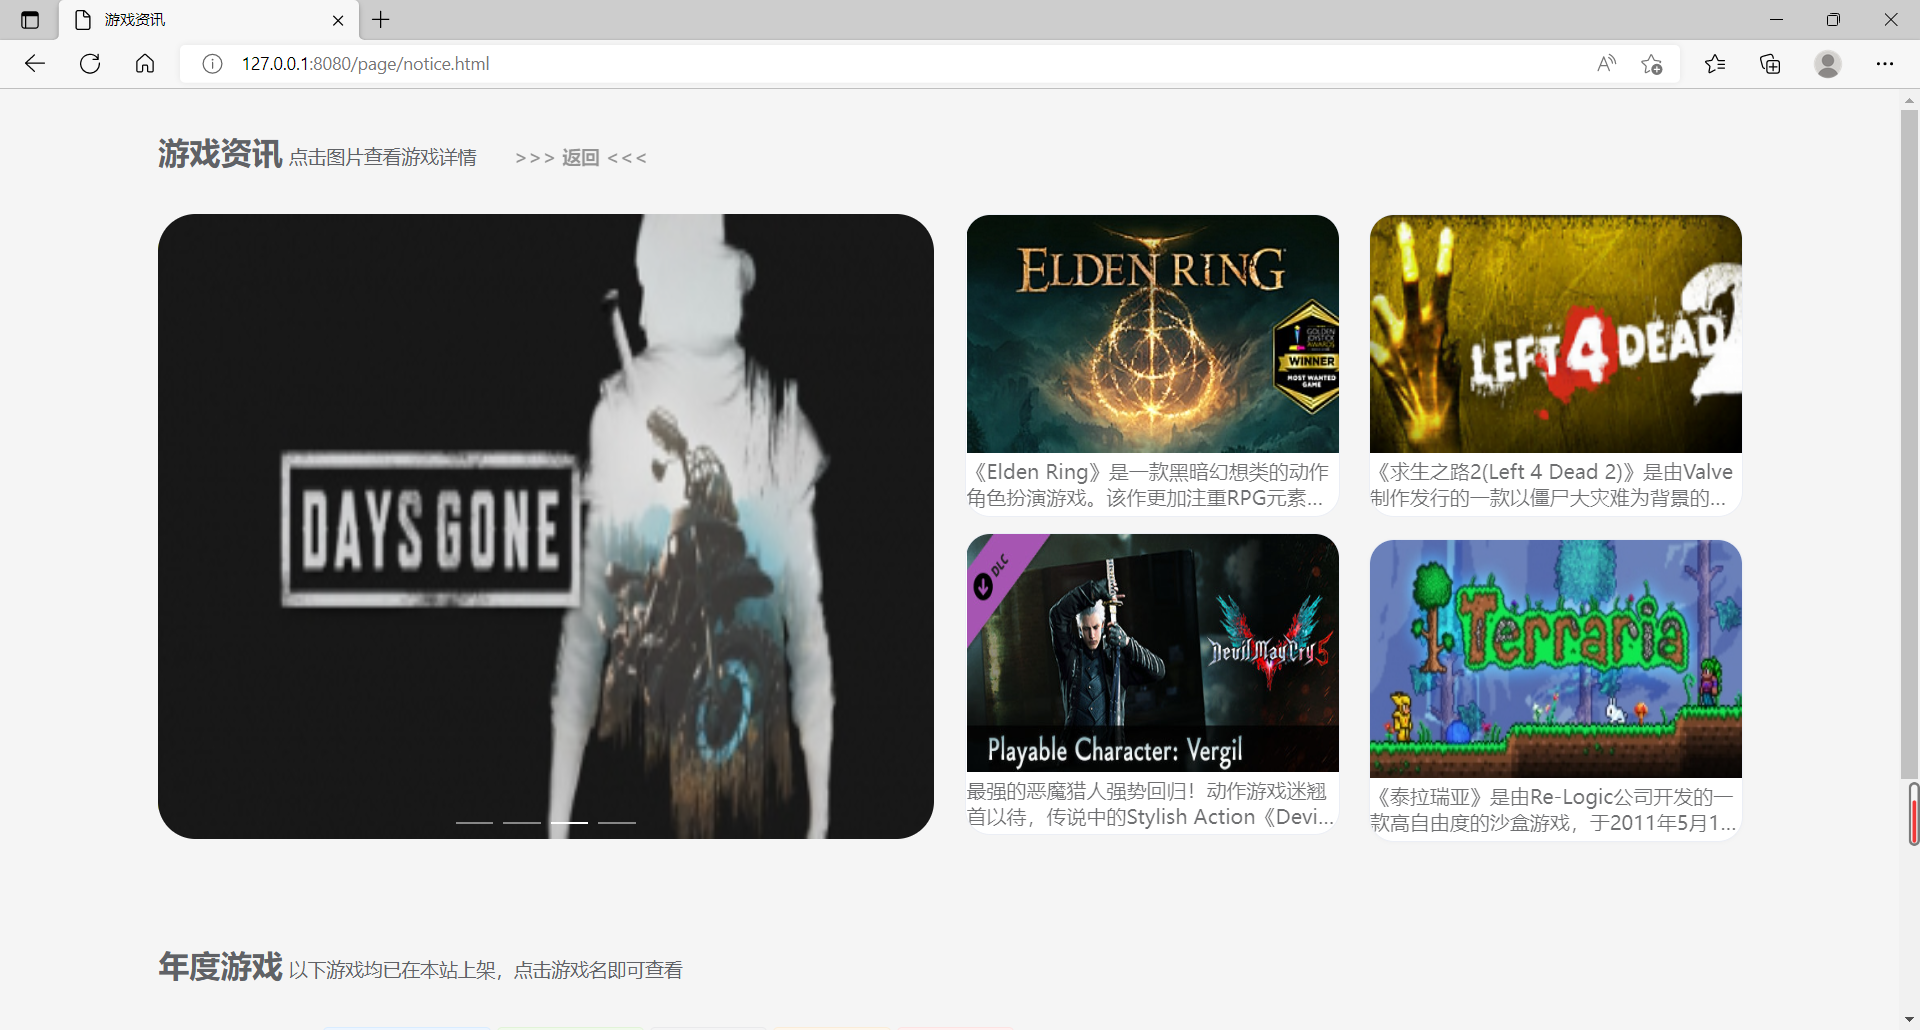 游戏资讯
127.0.0.1:8080/page/notice.html
游戏资讯 点击图片查看游戏详情 >>> 返回 <<<
DAYS GONE
ELDEN RING
GOLDEN
JOYSTICK
AWARDS
WINNER
MOST WANTED
GAME
《Elden Ring》是一款黑暗幻想类的动作
角色扮演游戏。该作更加注重RPG元素...
LEFT 4 DEAD 2
《求生之路2(Left 4 Dead 2)》是由Valve
制作发行的一款以僵尸大灾难为背景的...
DLC
Devil May Cry 5
Playable Character: Vergil
最强的恶魔猎人强势回归！动作游戏迷翘
首以待，传说中的Stylish Action《Devi...
Terraria
《泰拉瑞亚》是由Re-Logic公司开发的一
款高自由度的沙盒游戏，于2011年5月1...
年度游戏 以下游戏均已在本站上架，点击游戏名即可查看